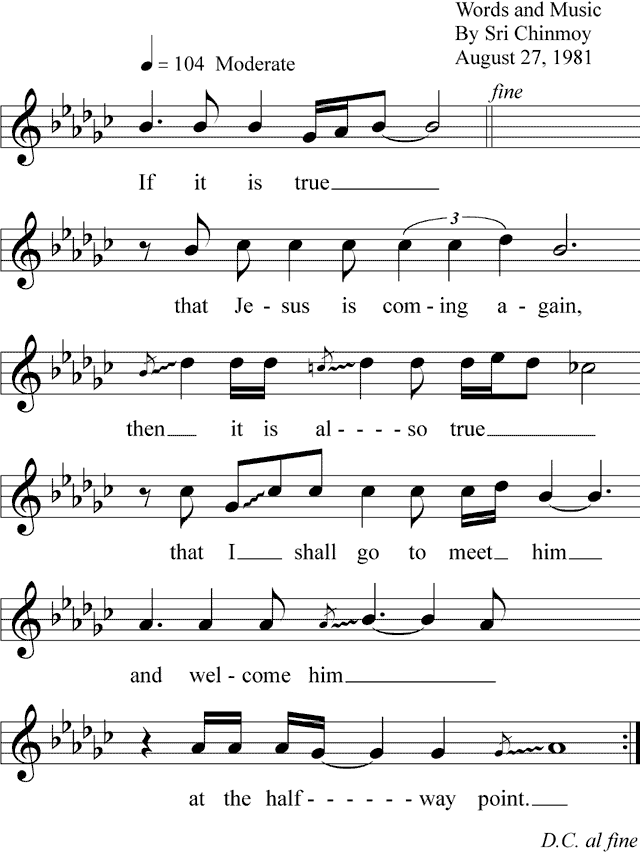 Words and Music
By Sri Chinmoy
August 27, 1981
= 104 Moderate
fine
If it is true
3
that Je- sus is com- ing a- gain,
then it is al- - - - so true
that I shall go to meet him
and wel- come him
at the half- - - - - - way point.
D.C. al fine